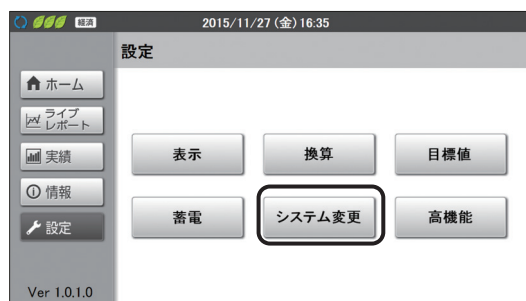 経済 2015/11/27 (金) 16:35
設定
ホーム
ライブ
レポート
実績
情報
設定
表示 換算 目標値
蓄電 システム変更 高機能
Ver 1.0.1.0